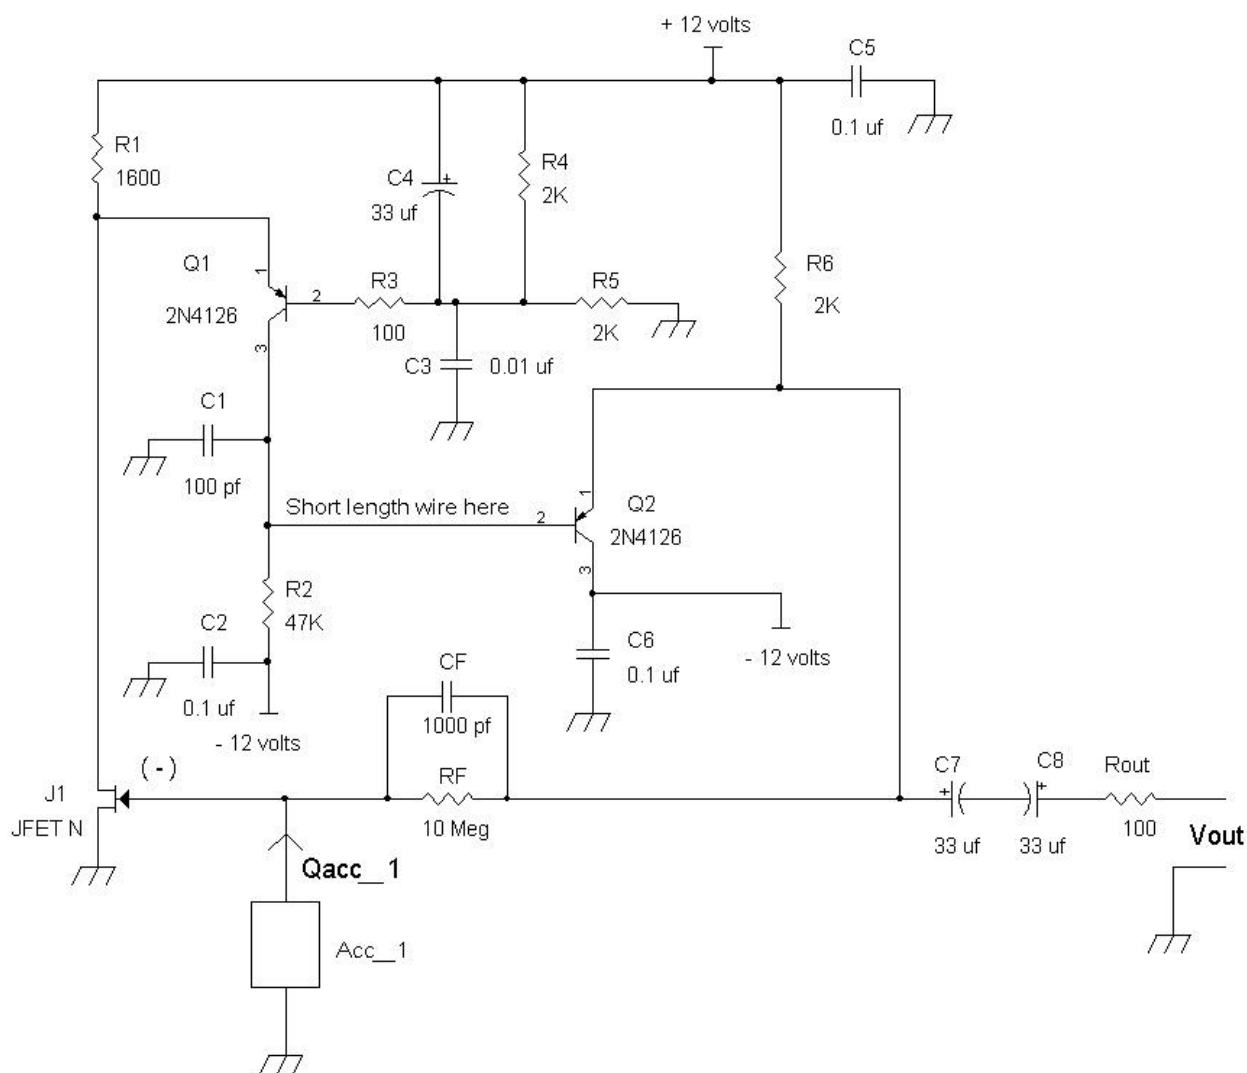 + 12 volts
C5
0.1 uf
R1
1600
C4
+
33 uf
R4
2K
Q1
2N4126
1
2
3
R3
100
R5
2K
R6
2K
C3
0.01 uf
C1
100 pf
Short length wire here
2
1
3
Q2
2N4126
R2
47K
C2
0.1 uf
- 12 volts
C6
0.1 uf
- 12 volts
CF
1000 pf
RF
10 Meg
(-)
J1
JFET N
C7
+
33 uf
C8
+
33 uf
Rout
100
Vout
Qacc__1
Acc__1